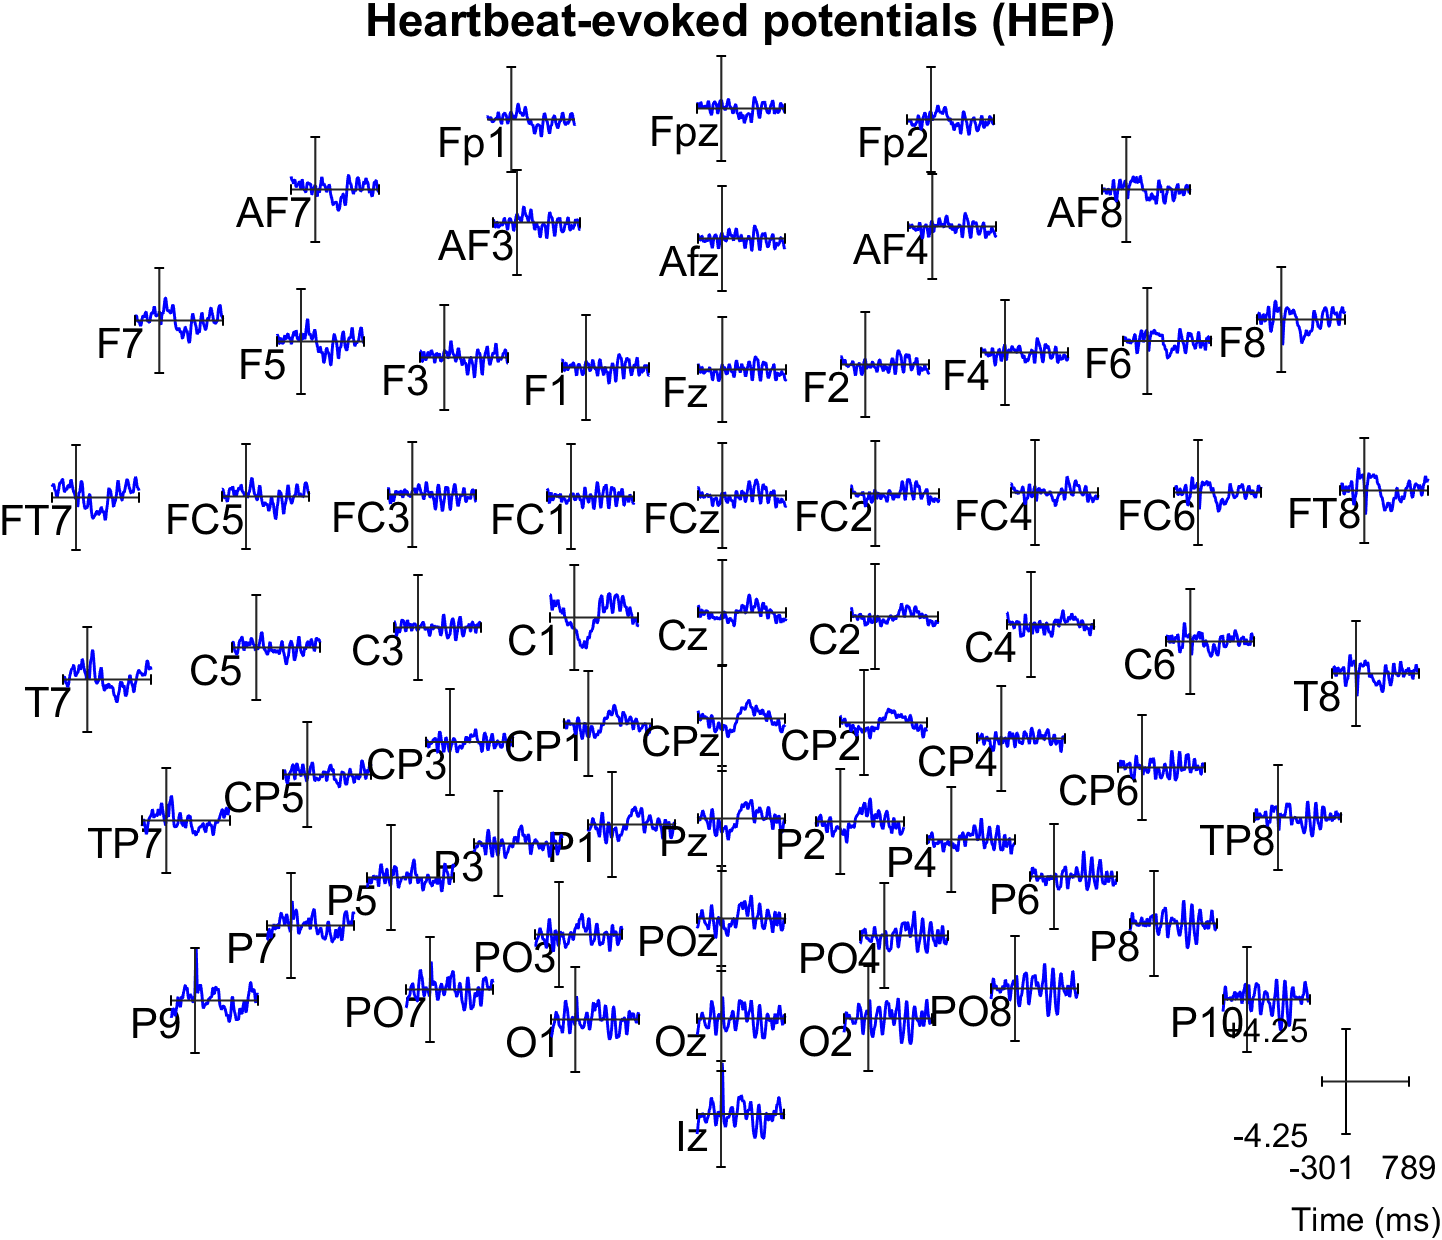 Heartbeat-evoked potentials (HEP)
Fp1 Fpz Fp2
AF7 AF3 Afz AF4 AF8
F7 F5 F3 F1 Fz F2 F4 F6 F8
FT7 FC5 FC3 FC1 FCz FC2 FC4 FC6 FT8
T7 C5 C3 C1 Cz C2 C4 C6 T8
TP7 CP5 CP3 CP1 CPz CP2 CP4 CP6 TP8
P9 P7 P5 P3 P1 Pz P2 P4 P6 P8 P10
PO7 PO3 POz PO4 PO8
O1 Oz O2
Iz
+4.25
-4.25
-301 789
Time (ms)